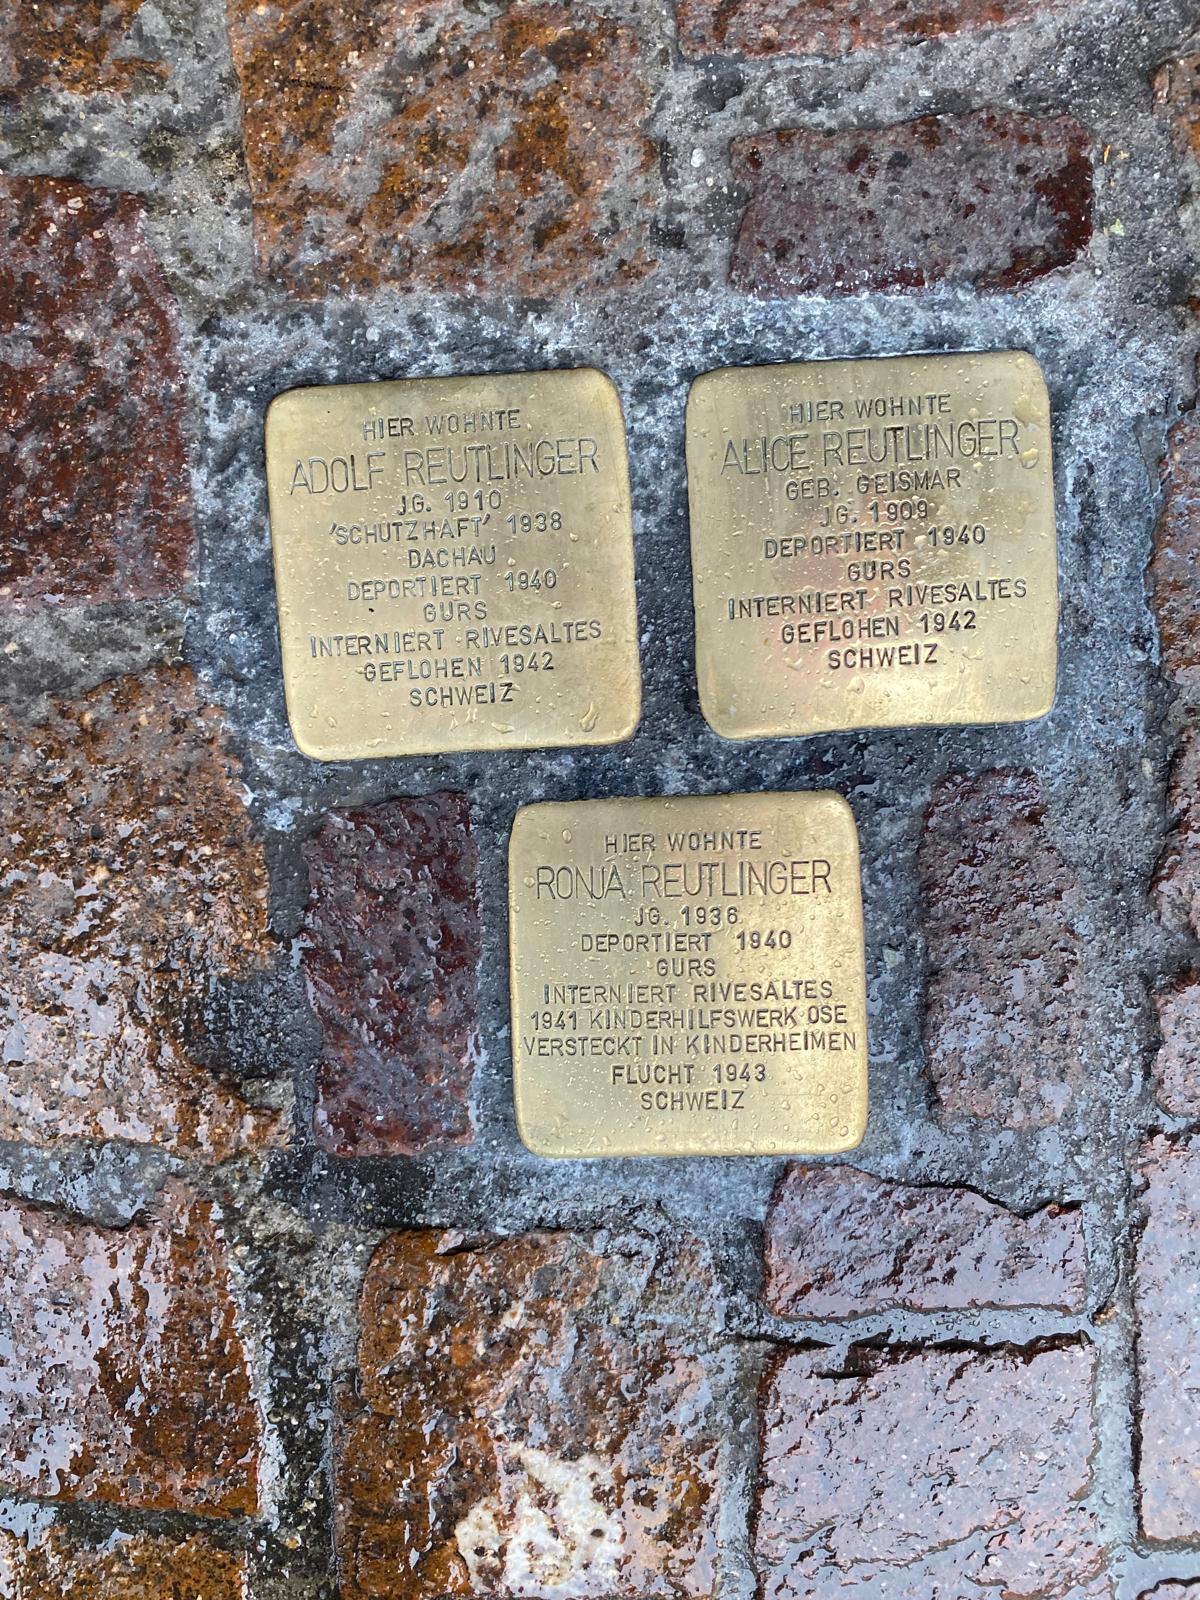 HIER WOHNTE
ADOLF REUTLINGER
JG. 1910
'SCHUTZHAFT' 1938
DACHAU
DEPORTIERT 1940
GURS
INTERNIERT RIVESALTES
GEFLOHEN 1942
SCHWEIZ
HIER WOHNTE
ALICE REUTLINGER
GEB. GEISMAR
JG. 1909
DEPORTIERT 1940
GURS
INTERNIERT RIVESALTES
GEFLOHEN 1942
SCHWEIZ
HIER WOHNTE
RONJA REUTLINGER
JG. 1936
DEPORTIERT 1940
GURS
INTERNIERT RIVESALTES
1941 KINDERHILFSWERK OSE
VERSTECKT IN KINDERHEIMEN
FLUCHT 1943
SCHWEIZ